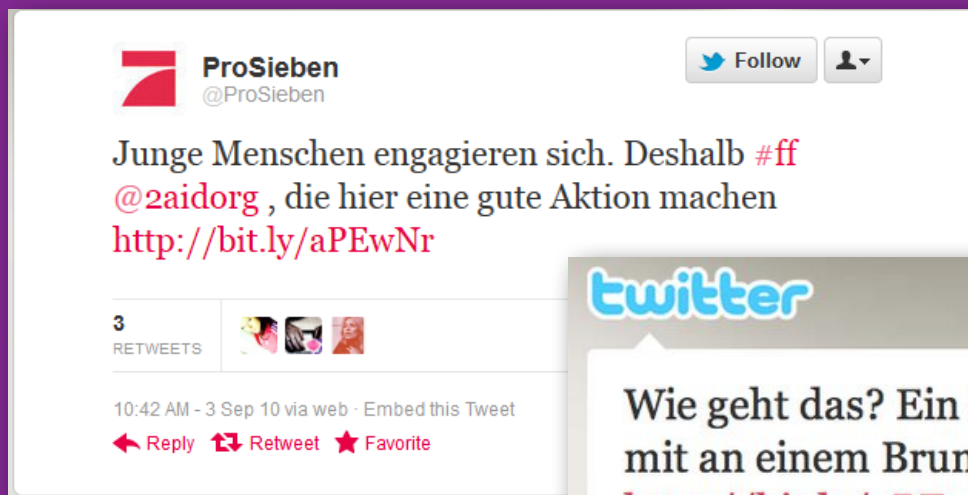 ProSieben
@ProSieben
Follow
Junge Menschen engagieren sich. Deshalb #ff
@2aidorg , die hier eine gute Aktion machen
http://bit.ly/aPEwNr
3
RETWEETS
10:42 AM - 3 Sep 10 via web · Embed this Tweet
Reply Retweet Favorite
twitter
Wie geht das? Ein
mit an einem